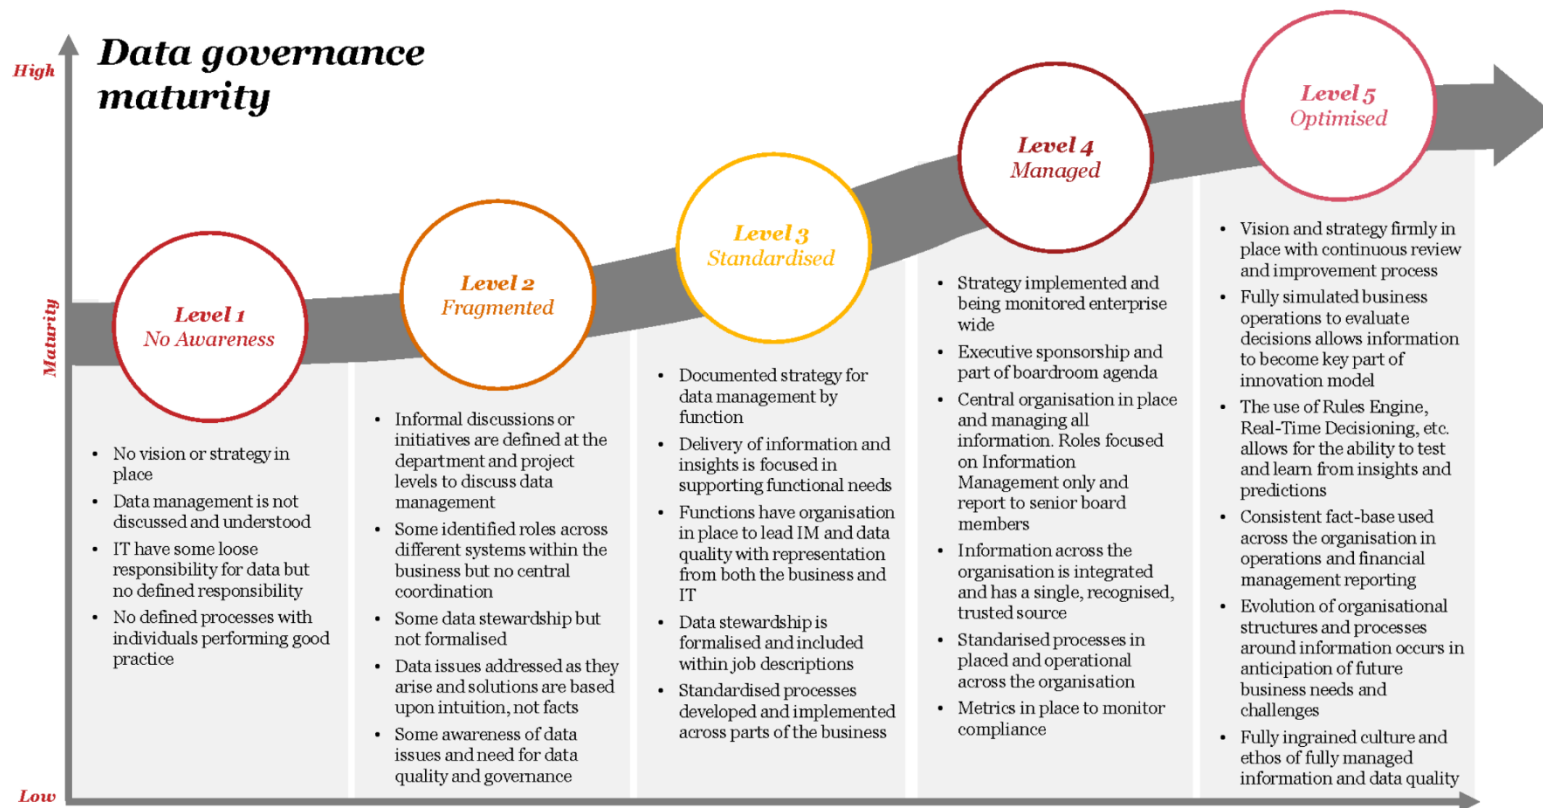 Data governance
maturity
High
Maturity
Low
Level 1
No Awareness
• No vision or strategy in
place
• Data management is not
discussed and understood
• IT have some loose
responsibility for data but
no defined responsibility
• No defined processes with
individuals performing good
practice
Level 2
Fragmented
• Informal discussions or
initiatives are defined at the
department and project
levels to discuss data
management
• Some identified roles across
different systems within the
business but no central
coordination
• Some data stewardship but
not formalised
• Data issues addressed as they
arise and solutions are based
upon intuition, not facts
• Some awareness of data
issues and need for data
quality and governance
Level 3
Standardised
• Documented strategy for
data management by
function
• Delivery of information and
insights is focused in
supporting functional needs
• Functions have organisation
in place to lead IM and data
quality with representation
from both the business and
IT
• Data stewardship is
formalised and included
within job descriptions
• Standardised processes
developed and implemented
across parts of the business
Level 4
Managed
• Strategy implemented and
being monitored enterprise
wide
• Executive sponsorship and
part of boardroom agenda
• Central organisation in place
and managing all
information. Roles focused
on Information
Management only and
report to senior board
members
• Information across the
organisation is integrated
and has a single, recognised,
trusted source
• Standarised processes in
placed and operational
across the organisation
• Metrics in place to monitor
compliance
Level 5
Optimised
• Vision and strategy firmly in
place with continuous review
and improvement process
• Fully simulated business
operations to evaluate
decisions allows information
to become key part of
innovation model
• The use of Rules Engine,
Real-Time Decisioning, etc.
allows for the ability to test
and learn from insights and
predictions
• Consistent fact-base used
across the organisation in
operations and financial
management reporting
• Evolution of organisational
structures and processes
around information occurs in
anticipation of future
business needs and
challenges
• Fully ingrained culture and
ethos of fully managed
information and data quality